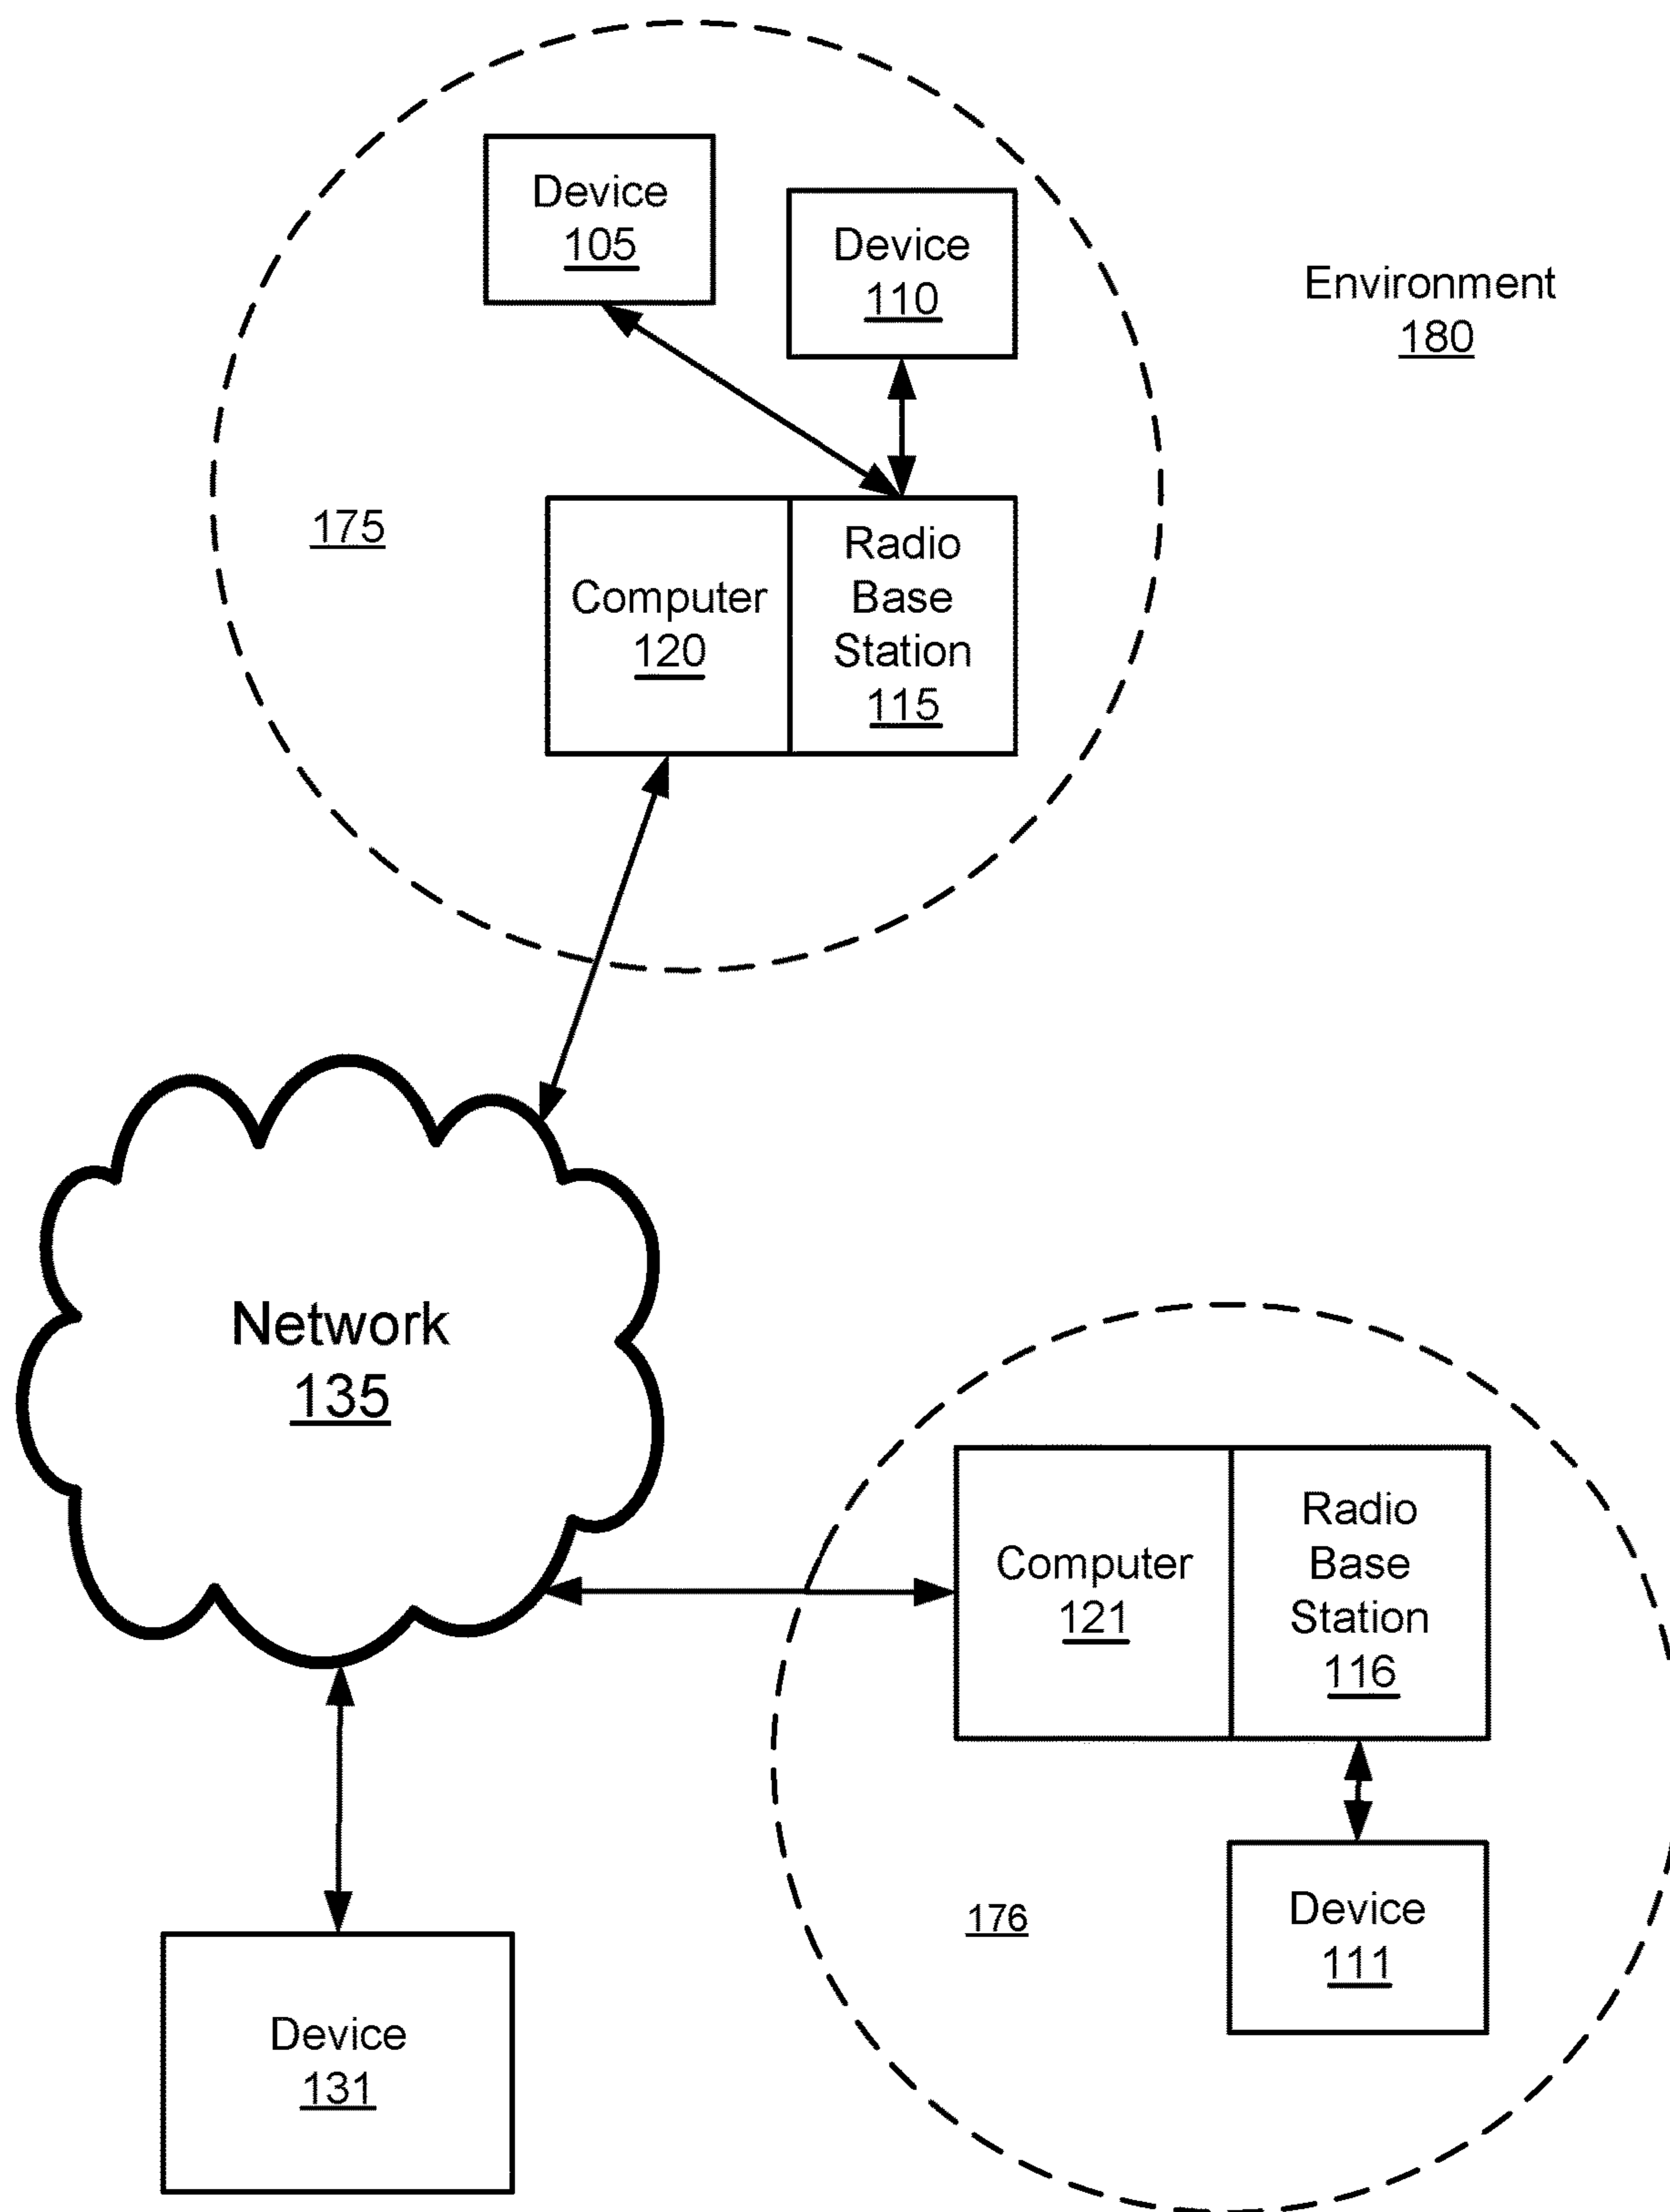 Device
105
Device
110
Environment
180
175
Computer
120
Radio
Base
Station
115
Network
135
Computer
121
Radio
Base
Station
116
176
Device
111
Device
131